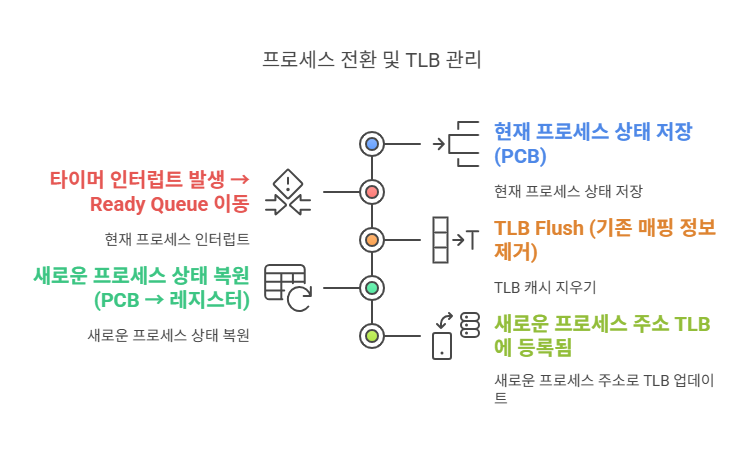 프로세스 전환 및 TLB 관리
현재 프로세스 상태 저장
(PCB)
현재 프로세스 상태 저장
타이머 인터럽트 발생 →
Ready Queue 이동
현재 프로세스 인터럽트
TLB Flush (기존 매핑 정보
제거)
TLB 캐시 지우기
새로운 프로세스 상태 복원
(PCB → 레지스터)
새로운 프로세스 상태 복원
새로운 프로세스 주소 TLB
에 등록됨
새로운 프로세스 주소로 TLB 업데이
트